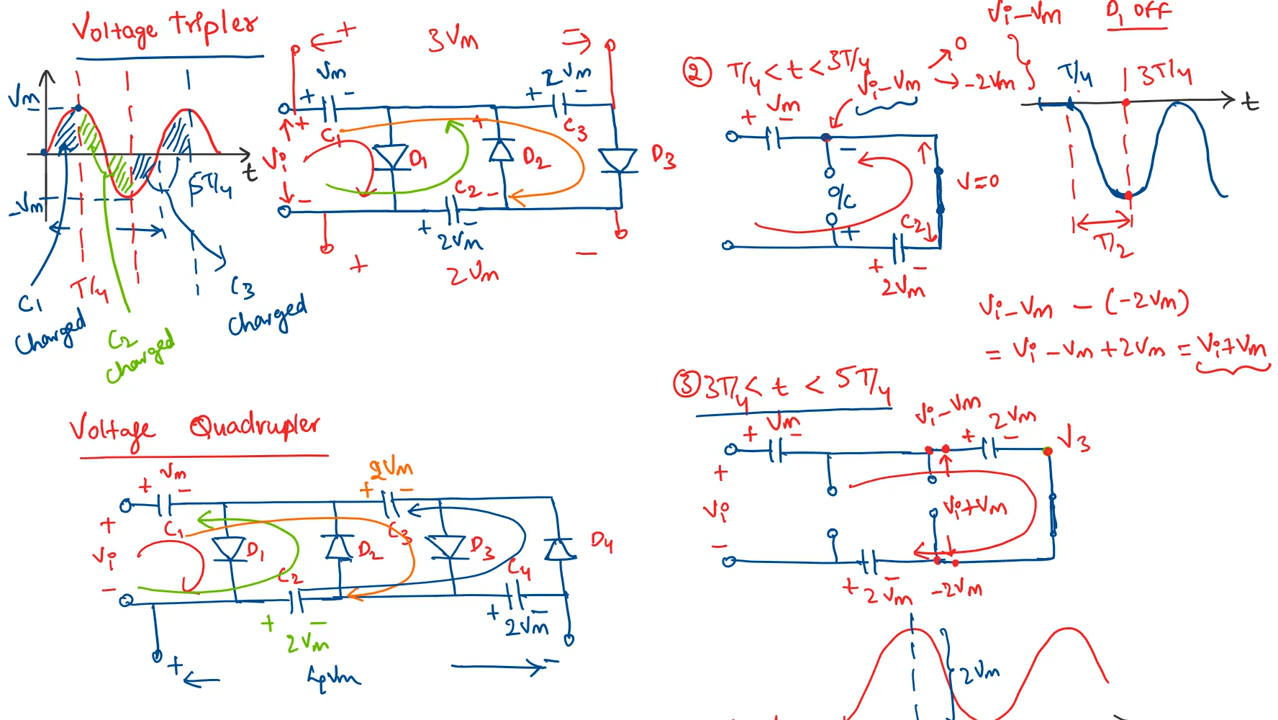 Voltage Tripler
Vm
-Vm
T/4
5T/4
t
C1
charged
C2
charged
C3
charged
+
3Vm
Vm
+ -
2Vm
+ -
C1
C3
+
Vi
-
D1
+
D2
-
D3
C2
+ -
2Vm
+
2Vm
-
Vi-Vm
D1 off
② T/4 < t < 3T/4
Vi-Vm
0
-2Vm
Vm
+ -
-
o/c
+
C2
+ -
2Vm
V=0
T/4
3T/4
t
T/2
Vi-Vm - (-2Vm)
= Vi-Vm+2Vm = Vi+Vm
③ 3T/4 < t < 5T/4
Vm
+ -
Vi-Vm
2Vm
+ -
V3
+
Vi
-
Vi+Vm
+ -
2Vm
-2Vm
2Vm
Voltage Quadrupler
Vm
+ -
2Vm
+ -
C1
C3
+
Vi
-
D1
D2
D3
D4
C2
C4
+ -
2Vm
+ -
2Vm
+
4Vm
-